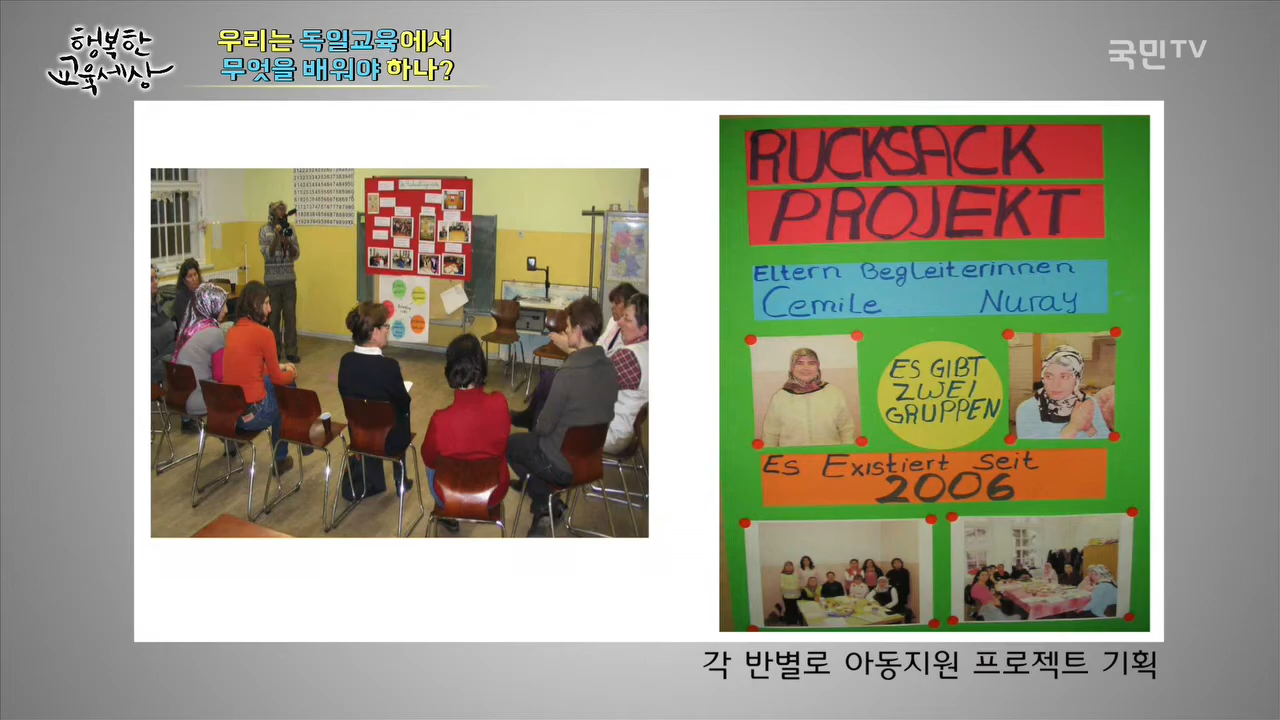 행복한
교육세상
우리는 독일교육에서
무엇을 배워야 하나?
국민TV
RUCKSACK
PROJEKT
Eltern Begleiterinnen
Cemile Nuray
ES GIBT
ZWEI
GRUPPEN
Es Existiert seit
2006
각 반별로 아동지원 프로젝트 기획